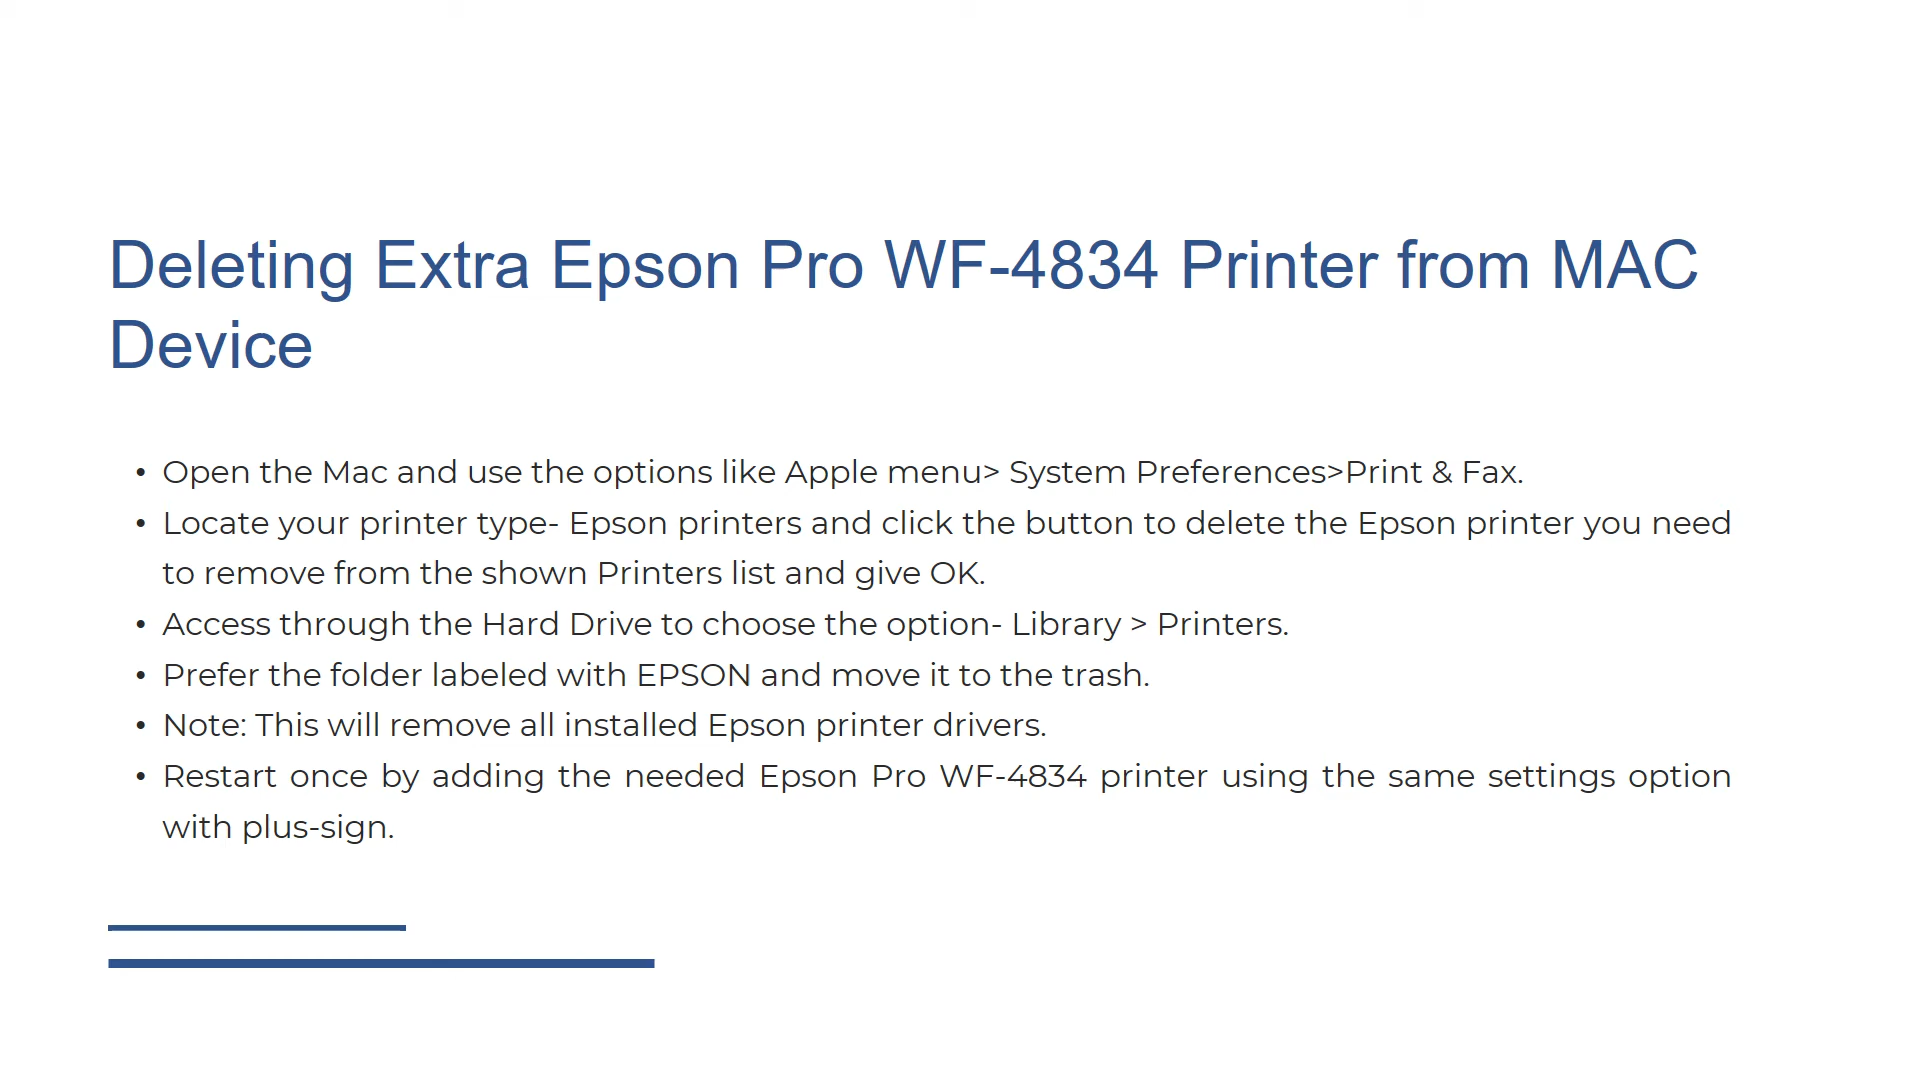 Deleting Extra Epson Pro WF-4834 Printer from MAC
Device
• Open the Mac and use the options like Apple menu> System Preferences>Print & Fax.
• Locate your printer type- Epson printers and click the button to delete the Epson printer you need
to remove from the shown Printers list and give OK.
• Access through the Hard Drive to choose the option- Library > Printers.
• Prefer the folder labeled with EPSON and move it to the trash.
• Note: This will remove all installed Epson printer drivers.
• Restart once by adding the needed Epson Pro WF-4834 printer using the same settings option
with plus-sign.